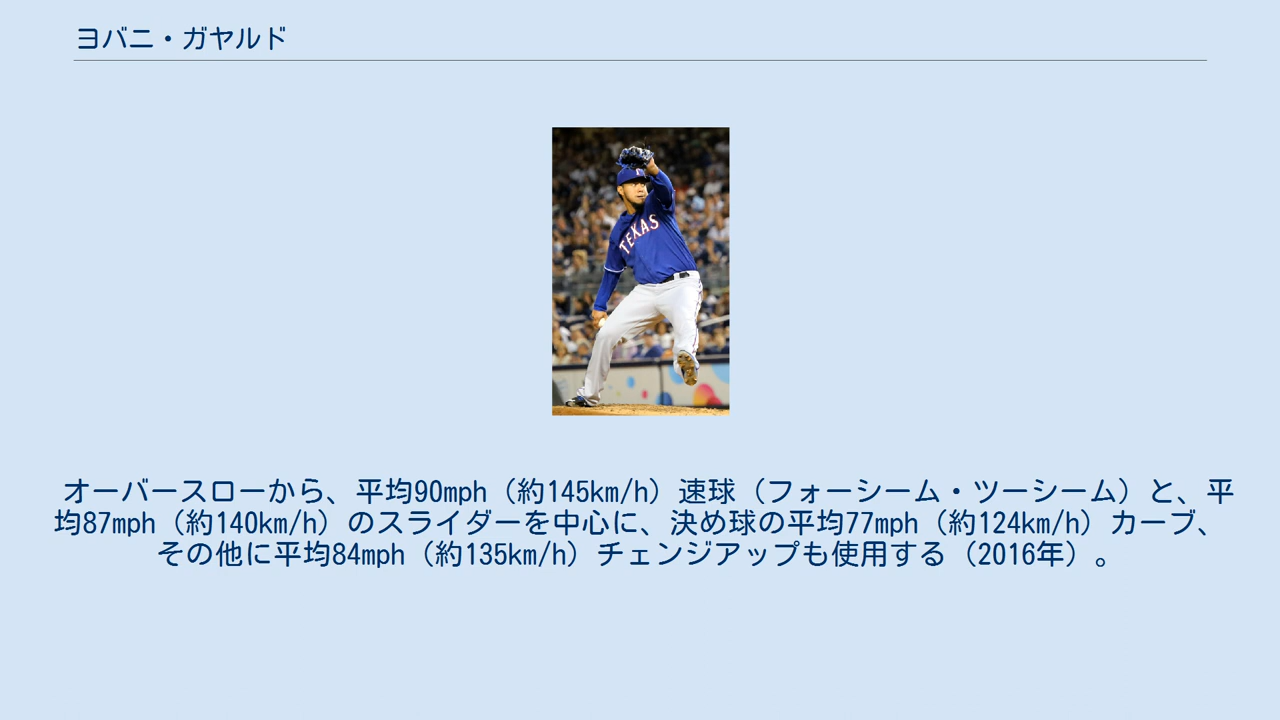 ヨバニ・ガヤルド
TEXAS
オーバースローから、平均90mph（約145km/h）速球（フォーシーム・ツーシーム）と、平
均87mph（約140km/h）のスライダーを中心に、決め球の平均77mph（約124km/h）カーブ、
その他に平均84mph（約135km/h）チェンジアップも使用する（2016年）。